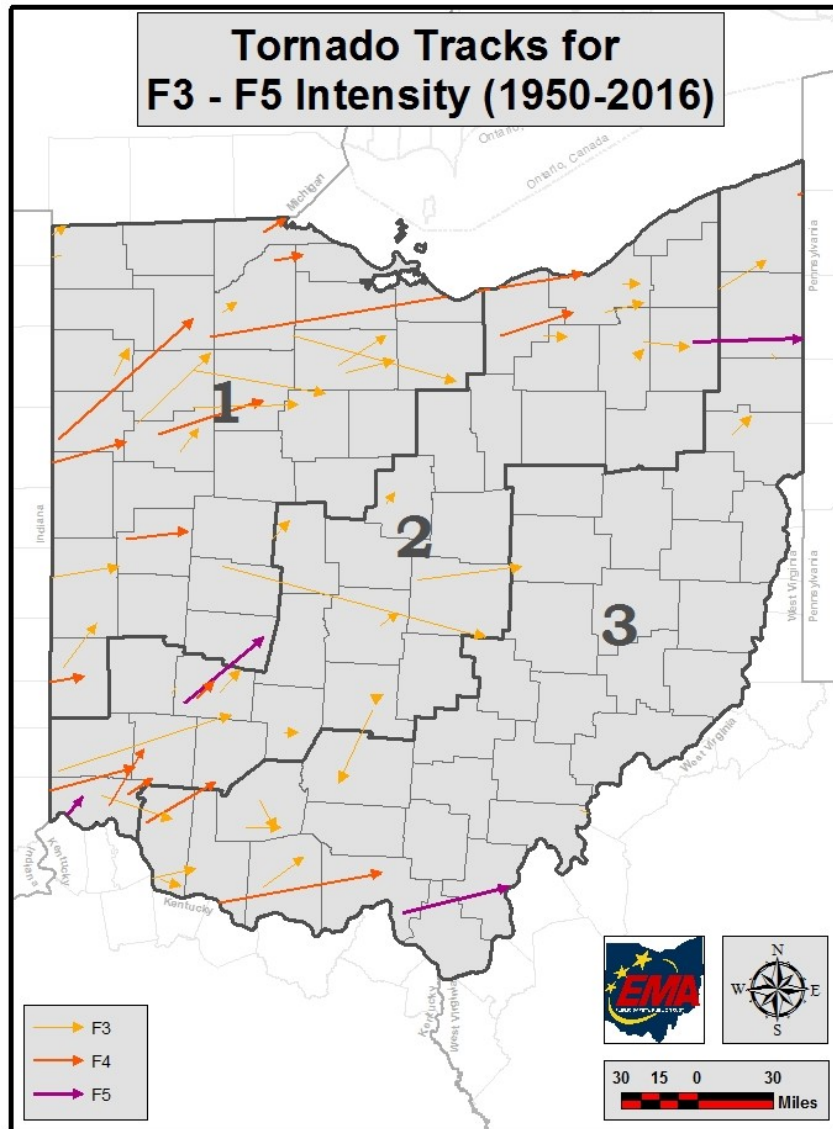 Tornado Tracks for
F3 - F5 Intensity (1950-2016)
Ontario, Canada
Ontario, Canada
Michigan
Pennsylvania
1
2
Indiana
3
West Virginia
Pennsylvania
West Virginia
Indiana
Kentucky
Kentucky
Kentucky
West Virginia
F3
F4
F5
EMA
N
W
E
S
30 15 0 30
Miles